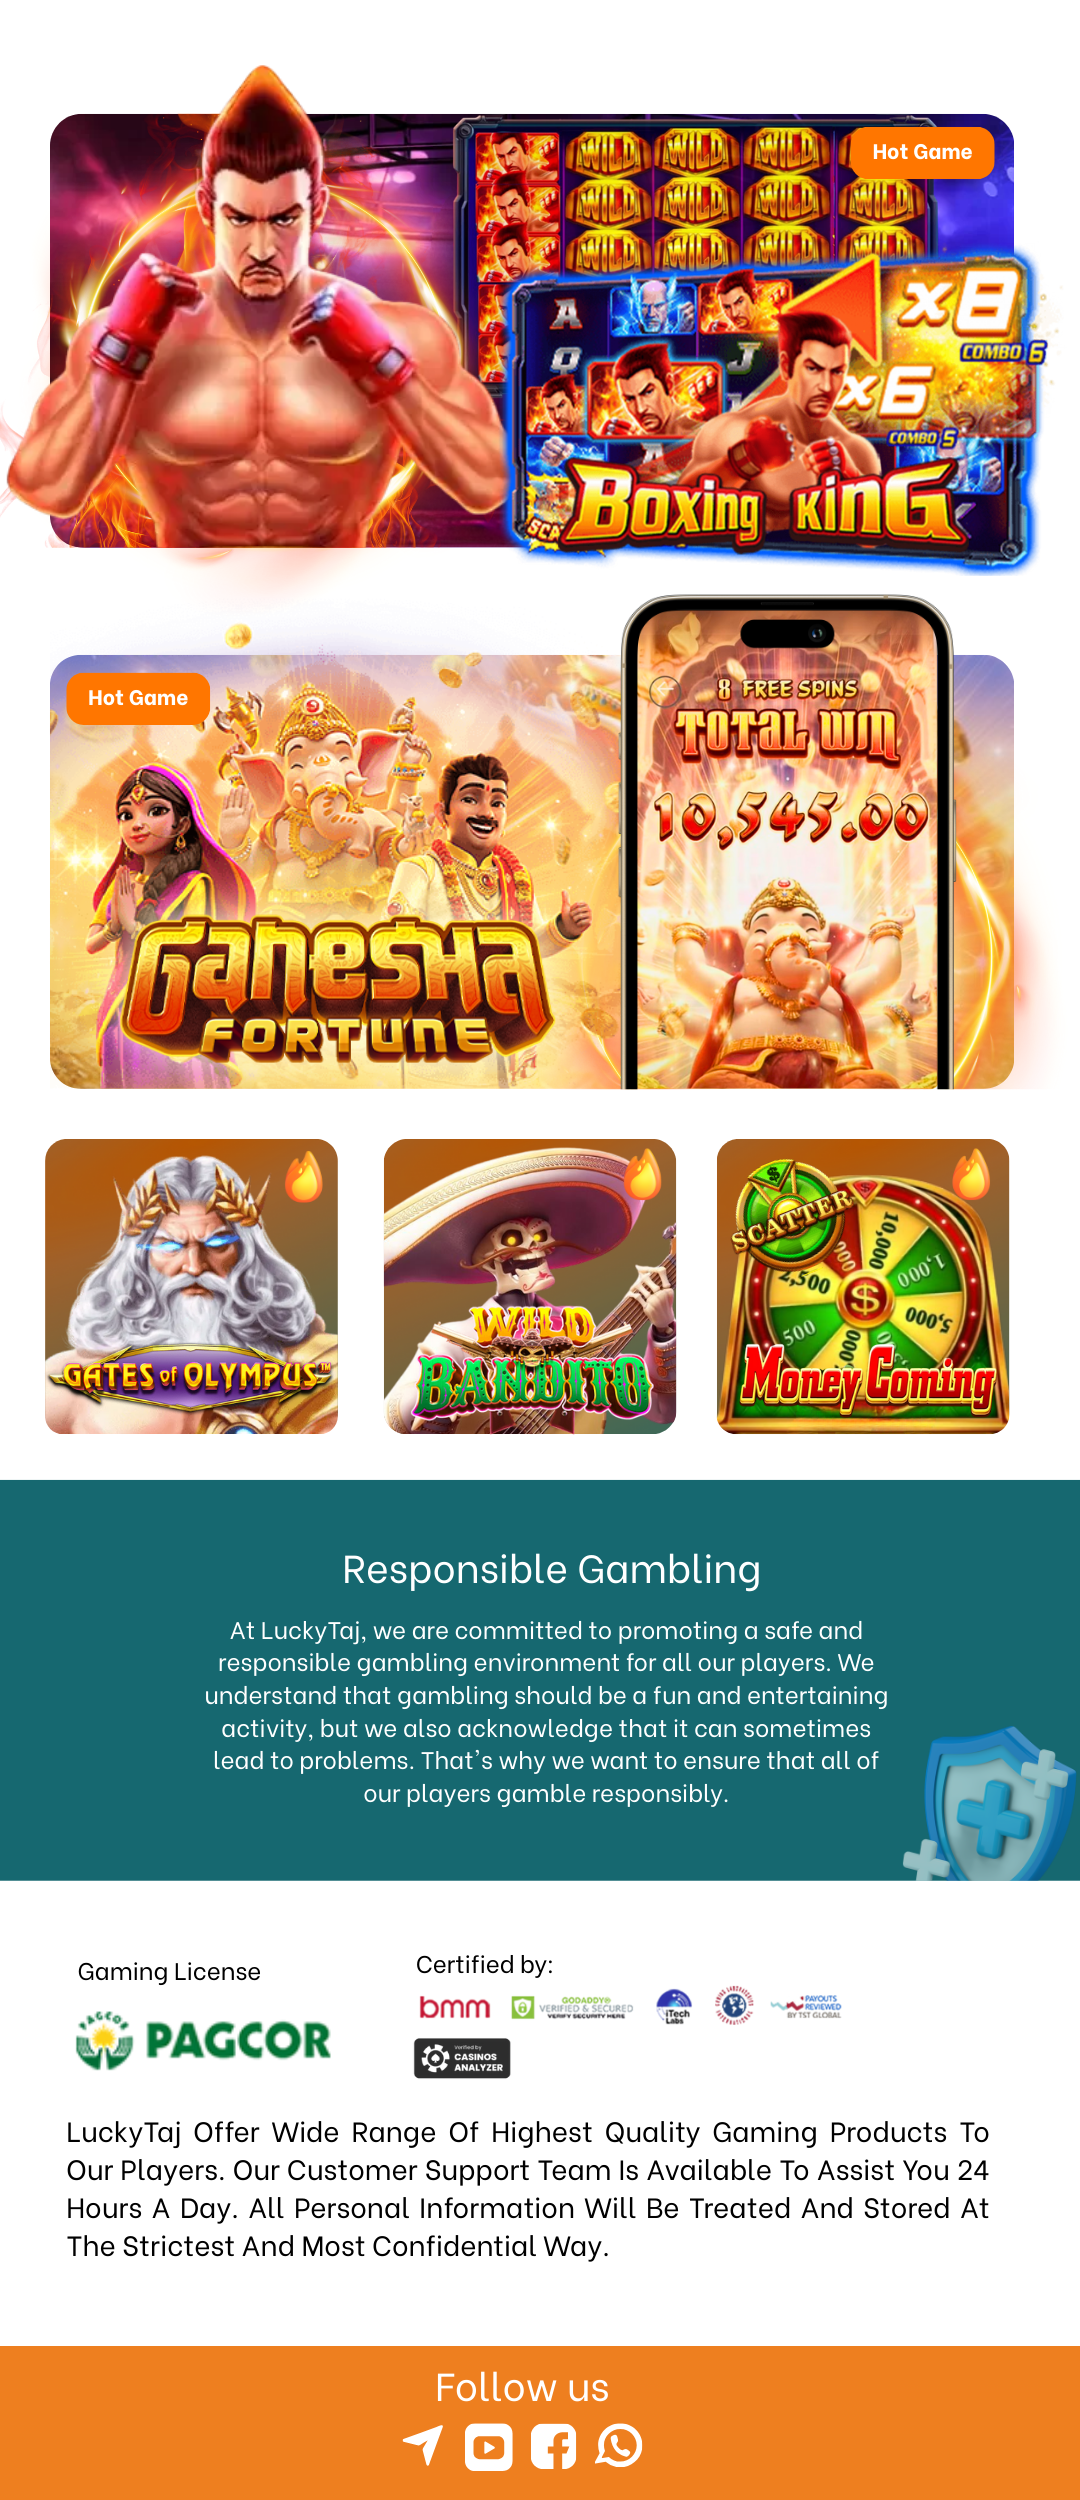 Hot Game
WILD WILD WILD
WILD WILD WILD WILD
WILD WILD WILD WILD
A
x8
COMBO 6
Q
J
x6
COMBO 5
BOXING KING
SCA
Hot Game
8 FREE SPINS
TOTAL WIN
10,545.00
GANESHA
FORTUNE
GATES of OLYMPUS™
WILD
BANDITO
SCATTER
10,000
1,000
2,500
5,000
500
Money Coming
Responsible Gambling
At LuckyTaj, we are committed to promoting a safe and
responsible gambling environment for all our players. We
understand that gambling should be a fun and entertaining
activity, but we also acknowledge that it can sometimes
lead to problems. That's why we want to ensure that all of
our players gamble responsibly.
Gaming License
Certified by:
PAGCOR
PAGCOR
bmm
GODADDY®
VERIFIED & SECURED
VERIFY SECURITY HERE
iTech
Labs
GAMING LABORATORIES
INTERNATIONAL
PAYOUTS
REVIEWED
BY TST GLOBAL
Verified by
CASINOS
ANALYZER
LuckyTaj Offer Wide Range Of Highest Quality Gaming Products To
Our Players. Our Customer Support Team Is Available To Assist You 24
Hours A Day. All Personal Information Will Be Treated And Stored At
The Strictest And Most Confidential Way.
Follow us